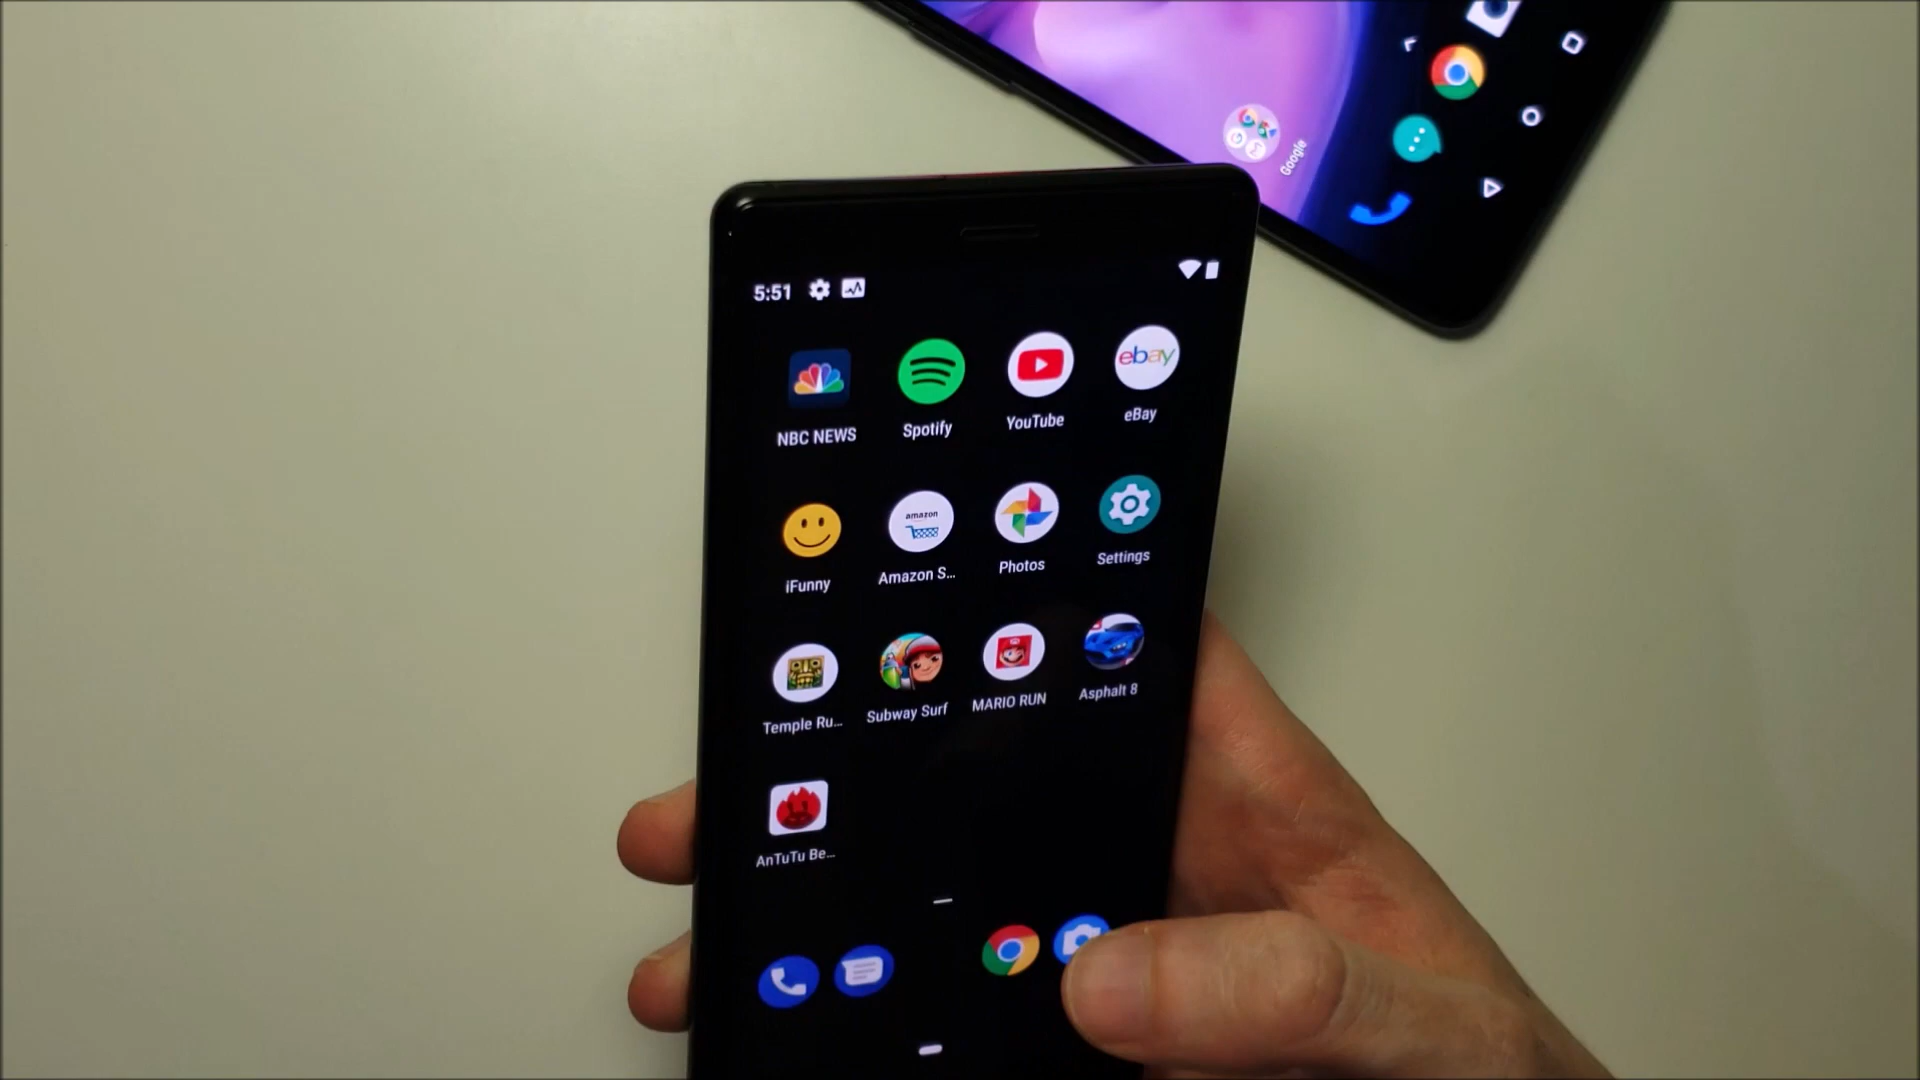 Google
5:51
ebay
NBC NEWS
Spotify
YouTube
eBay
amazon
iFunny
Amazon S...
Photos
Settings
Temple Ru...
Subway Surf
MARIO RUN
Asphalt 8
AnTuTu Be...